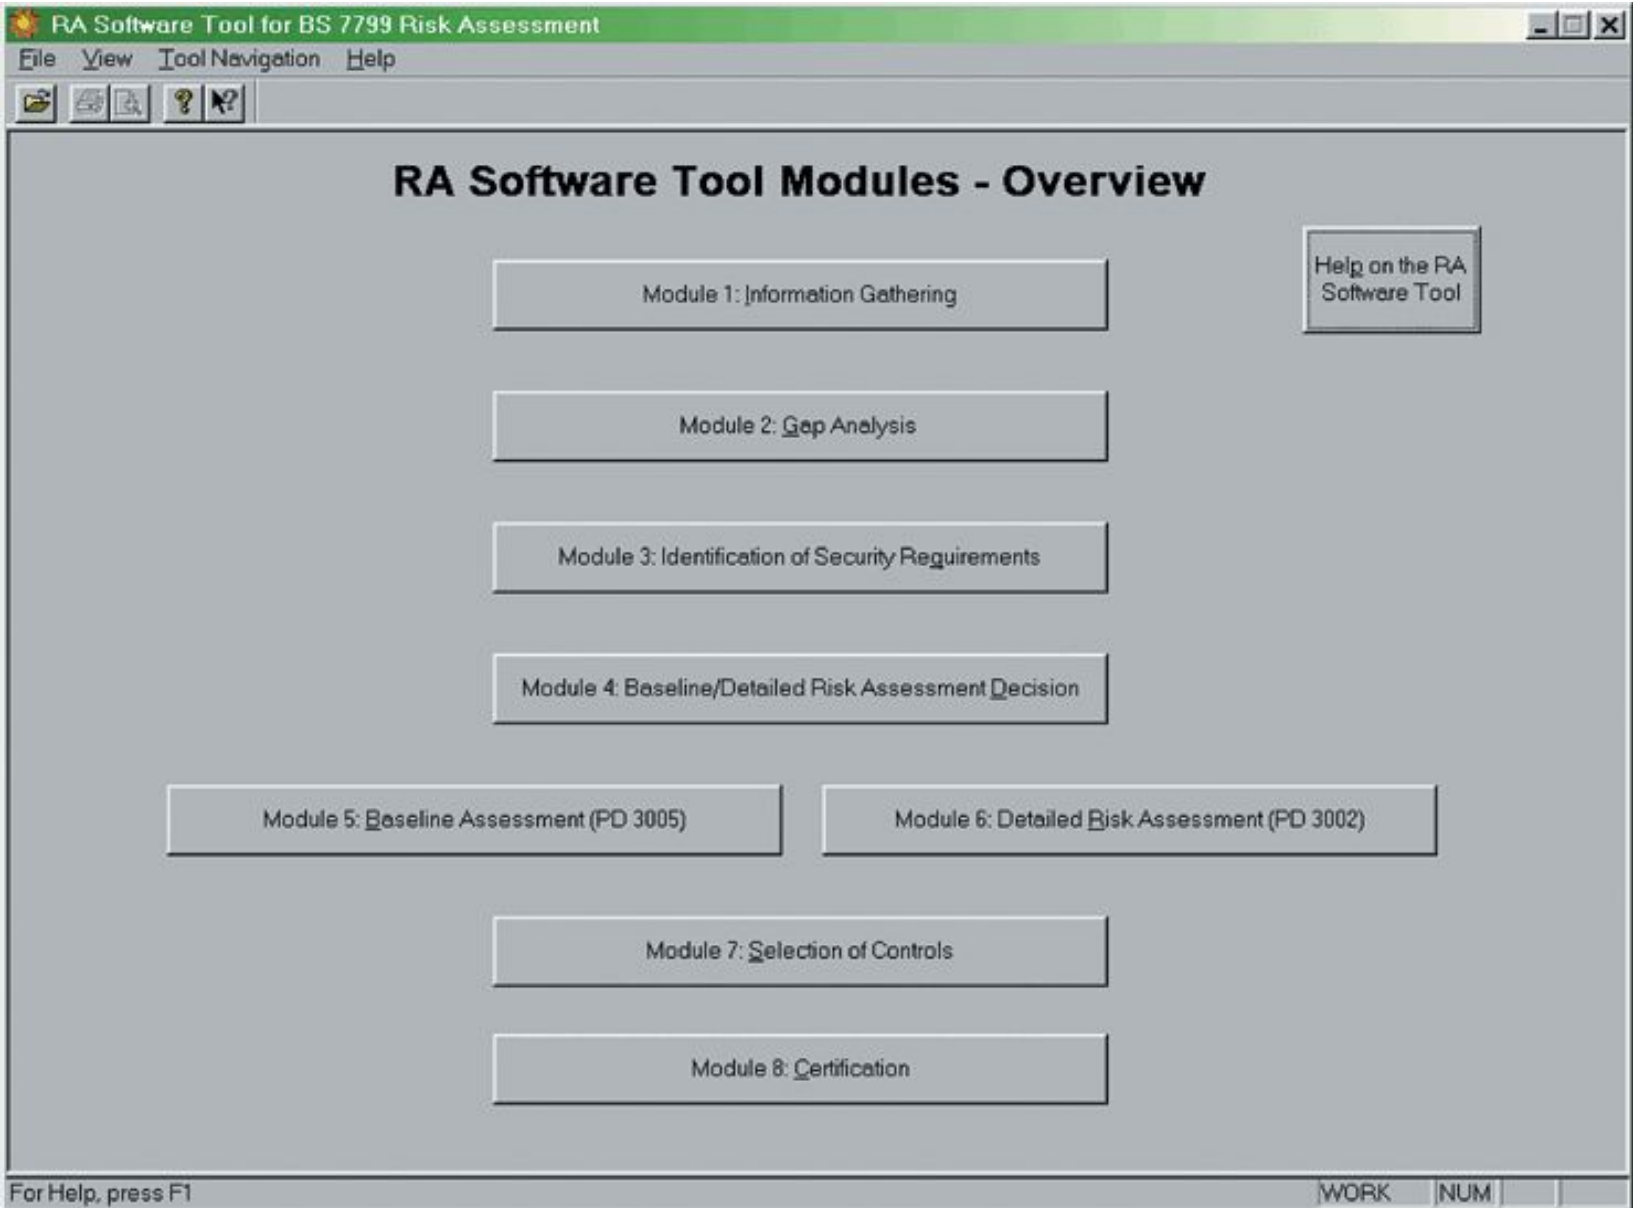 RA Software Tool for BS 7799 Risk Assessment
File View Tool Navigation Help
RA Software Tool Modules - Overview
Help on the RA
Software Tool
Module 1: Information Gathering
Module 2: Gap Analysis
Module 3: Identification of Security Requirements
Module 4: Baseline/Detailed Risk Assessment Decision
Module 5: Baseline Assessment (PD 3005)
Module 6: Detailed Risk Assessment (PD 3002)
Module 7: Selection of Controls
Module 8: Certification
For Help, press F1
WORK NUM